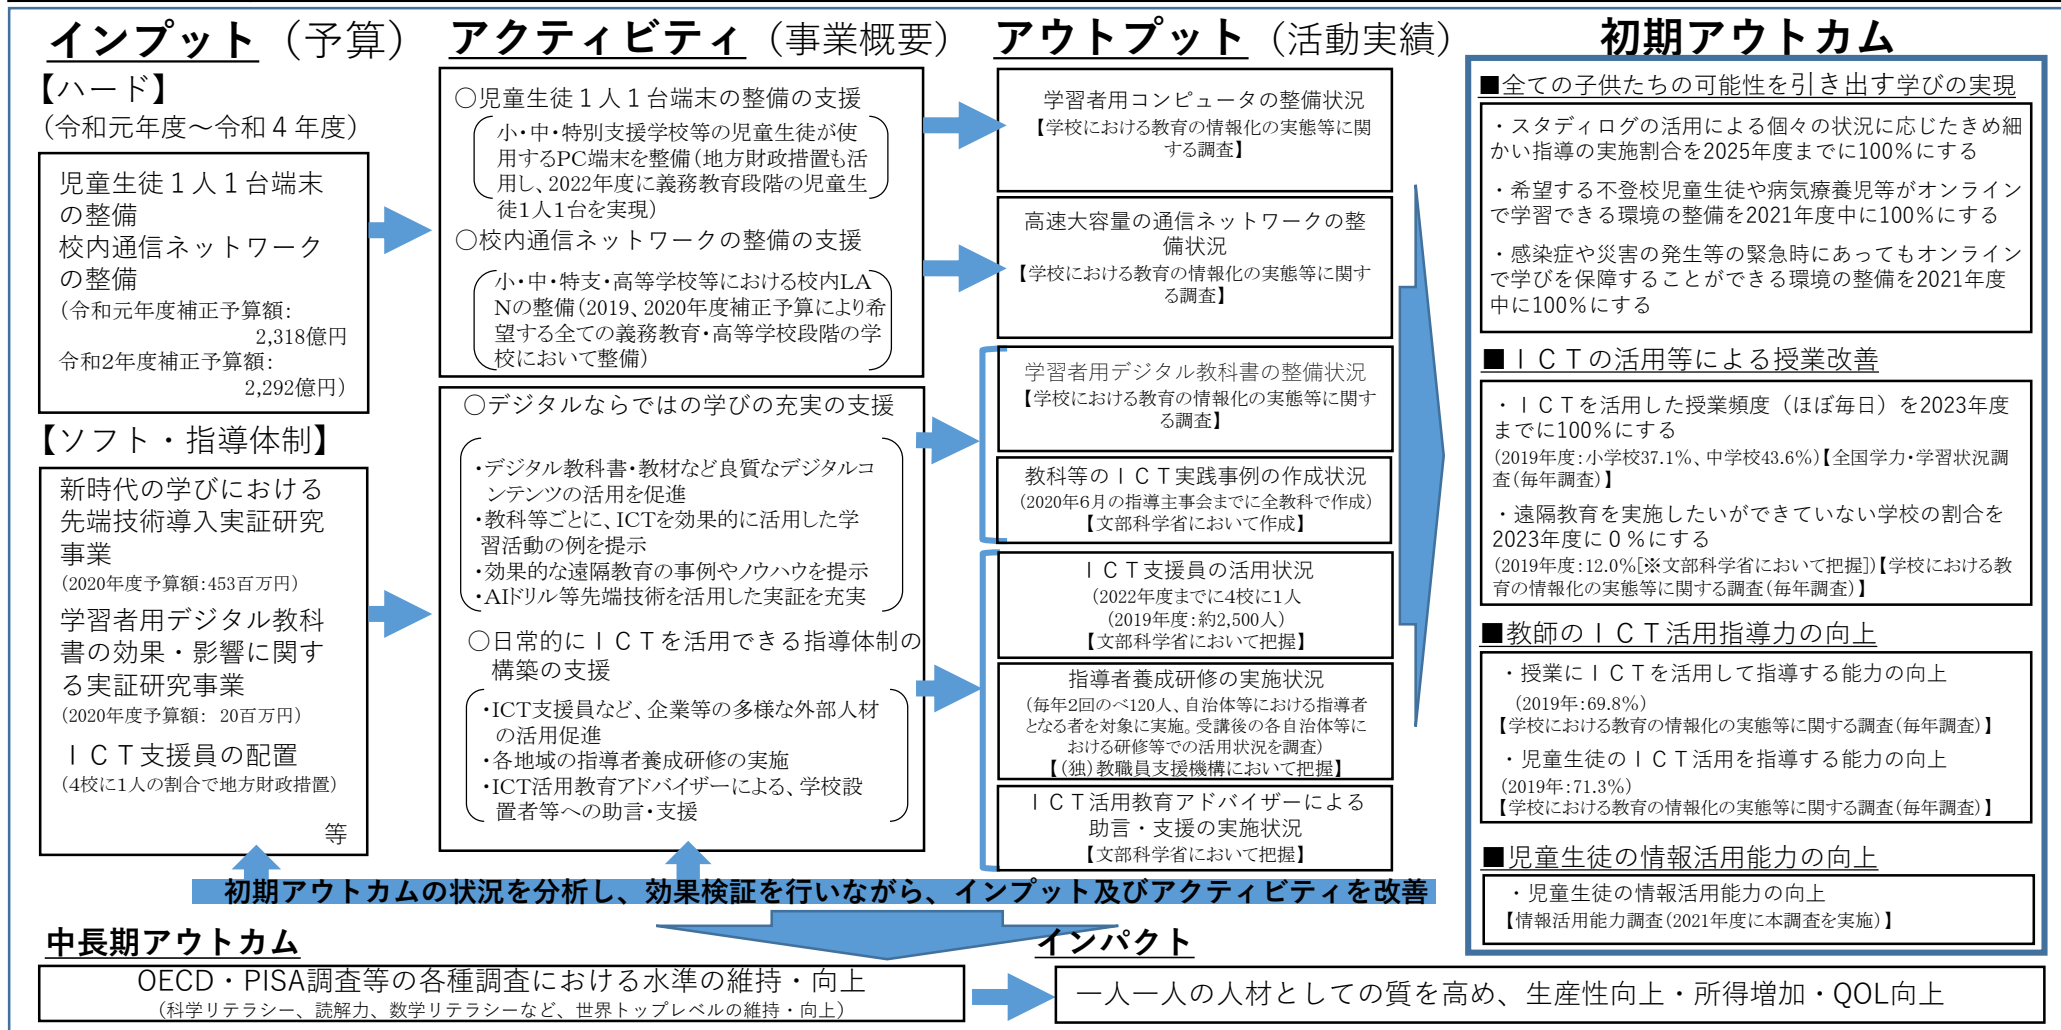 インプット（予算）
【ハード】
（令和元年度～令和４年度）
児童生徒１人１台端末
の整備
校内通信ネットワーク
の整備
(令和元年度補正予算額：
2,318億円
令和2年度補正予算額：
2,292億円)
【ソフト・指導体制】
新時代の学びにおける
先端技術導入実証研究
事業
(2020年度予算額：453百万円)
学習者用デジタル教科
書の効果・影響に関す
る実証研究事業
(2020年度予算額： 20百万円)
ＩＣＴ支援員の配置
(4校に1人の割合で地方財政措置)
等
アクティビティ（事業概要）
○児童生徒１人１台端末の整備の支援
小・中・特別支援学校等の児童生徒が使
用するPC端末を整備(地方財政措置も活
用し、2022年度に義務教育段階の児童生
徒1人1台を実現)
○校内通信ネットワークの整備の支援
小・中・特支・高等学校等における校内LA
Nの整備(2019、2020年度補正予算により希
望する全ての義務教育・高等学校段階の学
校において整備)
○デジタルならではの学びの充実の支援
・デジタル教科書・教材など良質なデジタルコ
ンテンツの活用を促進
・教科等ごとに、ICTを効果的に活用した学
習活動の例を提示
・効果的な遠隔教育の事例やノウハウを提示
・AIドリル等先端技術を活用した実証を充実
○日常的にＩＣＴを活用できる指導体制の
構築の支援
・ICT支援員など、企業等の多様な外部人材
の活用促進
・各地域の指導者養成研修の実施
・ICT活用教育アドバイザーによる、学校設
置者等への助言・支援
アウトプット（活動実績）
学習者用コンピュータの整備状況
【学校における教育の情報化の実態等に関
する調査】
高速大容量の通信ネットワークの整
備状況
【学校における教育の情報化の実態等に関す
る調査】
学習者用デジタル教科書の整備状況
【学校における教育の情報化の実態等に関す
る調査】
教科等のＩＣＴ実践事例の作成状況
(2020年6月の指導主事会までに全教科で作成)
【文部科学省において作成】
ＩＣＴ支援員の活用状況
(2022年度までに4校に1人
(2019年度：約2,500人)
【文部科学省において把握】
指導者養成研修の実施状況
(毎年2回のべ120人、自治体等における指導者
となる者を対象に実施。受講後の各自治体等に
おける研修等での活用状況を調査)
【(独)教職員支援機構において把握】
ＩＣＴ活用教育アドバイザーによる
助言・支援の実施状況
【文部科学省において把握】
初期アウトカム
■全ての子供たちの可能性を引き出す学びの実現
・スタディログの活用による個々の状況に応じたきめ細
かい指導の実施割合を2025年度までに100％にする
・希望する不登校児童生徒や病気療養児等がオンライン
で学習できる環境の整備を2021年度中に100％にする
・感染症や災害の発生等の緊急時にあってもオンライン
で学びを保障することができる環境の整備を2021年度
中に100％にする
■ＩＣＴの活用等による授業改善
・ＩＣＴを活用した授業頻度（ほぼ毎日）を2023年度
までに100％にする
(2019年度：小学校37.1％、中学校43.6％)【全国学力・学習状況調
査(毎年調査)】
・遠隔教育を実施したいができていない学校の割合を
2023年度に０％にする
(2019年度：12.0％[※文部科学省において把握])【学校における教
育の情報化の実態等に関する調査(毎年調査)】
■教師のＩＣＴ活用指導力の向上
・授業にＩＣＴを活用して指導する能力の向上
(2019年：69.8％)
【学校における教育の情報化の実態等に関する調査(毎年調査)】
・児童生徒のＩＣＴ活用を指導する能力の向上
(2019年：71.3％)
【学校における教育の情報化の実態等に関する調査(毎年調査)】
■児童生徒の情報活用能力の向上
・児童生徒の情報活用能力の向上
【情報活用能力調査(2021年度に本調査を実施)】
初期アウトカムの状況を分析し、効果検証を行いながら、インプット及びアクティビティを改善
中長期アウトカム
OECD・PISA調査等の各種調査における水準の維持・向上
(科学リテラシー、読解力、数学リテラシーなど、世界トップレベルの維持・向上)
インパクト
一人一人の人材としての質を高め、生産性向上・所得増加・QOL向上